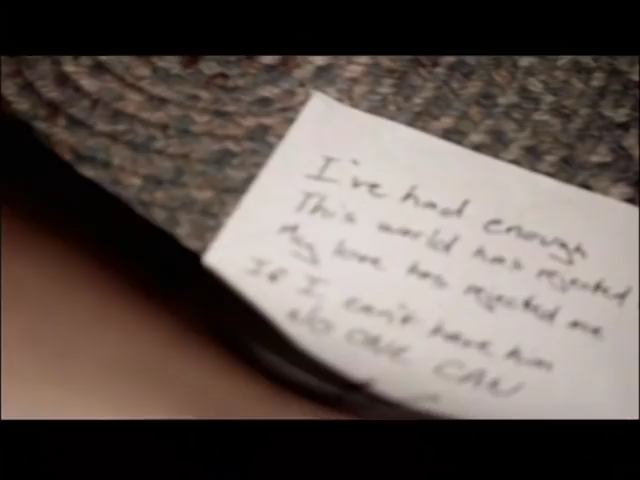 I've had enough
This world has rejected
My love has rejected me
If I can't have him
NO ONE CAN